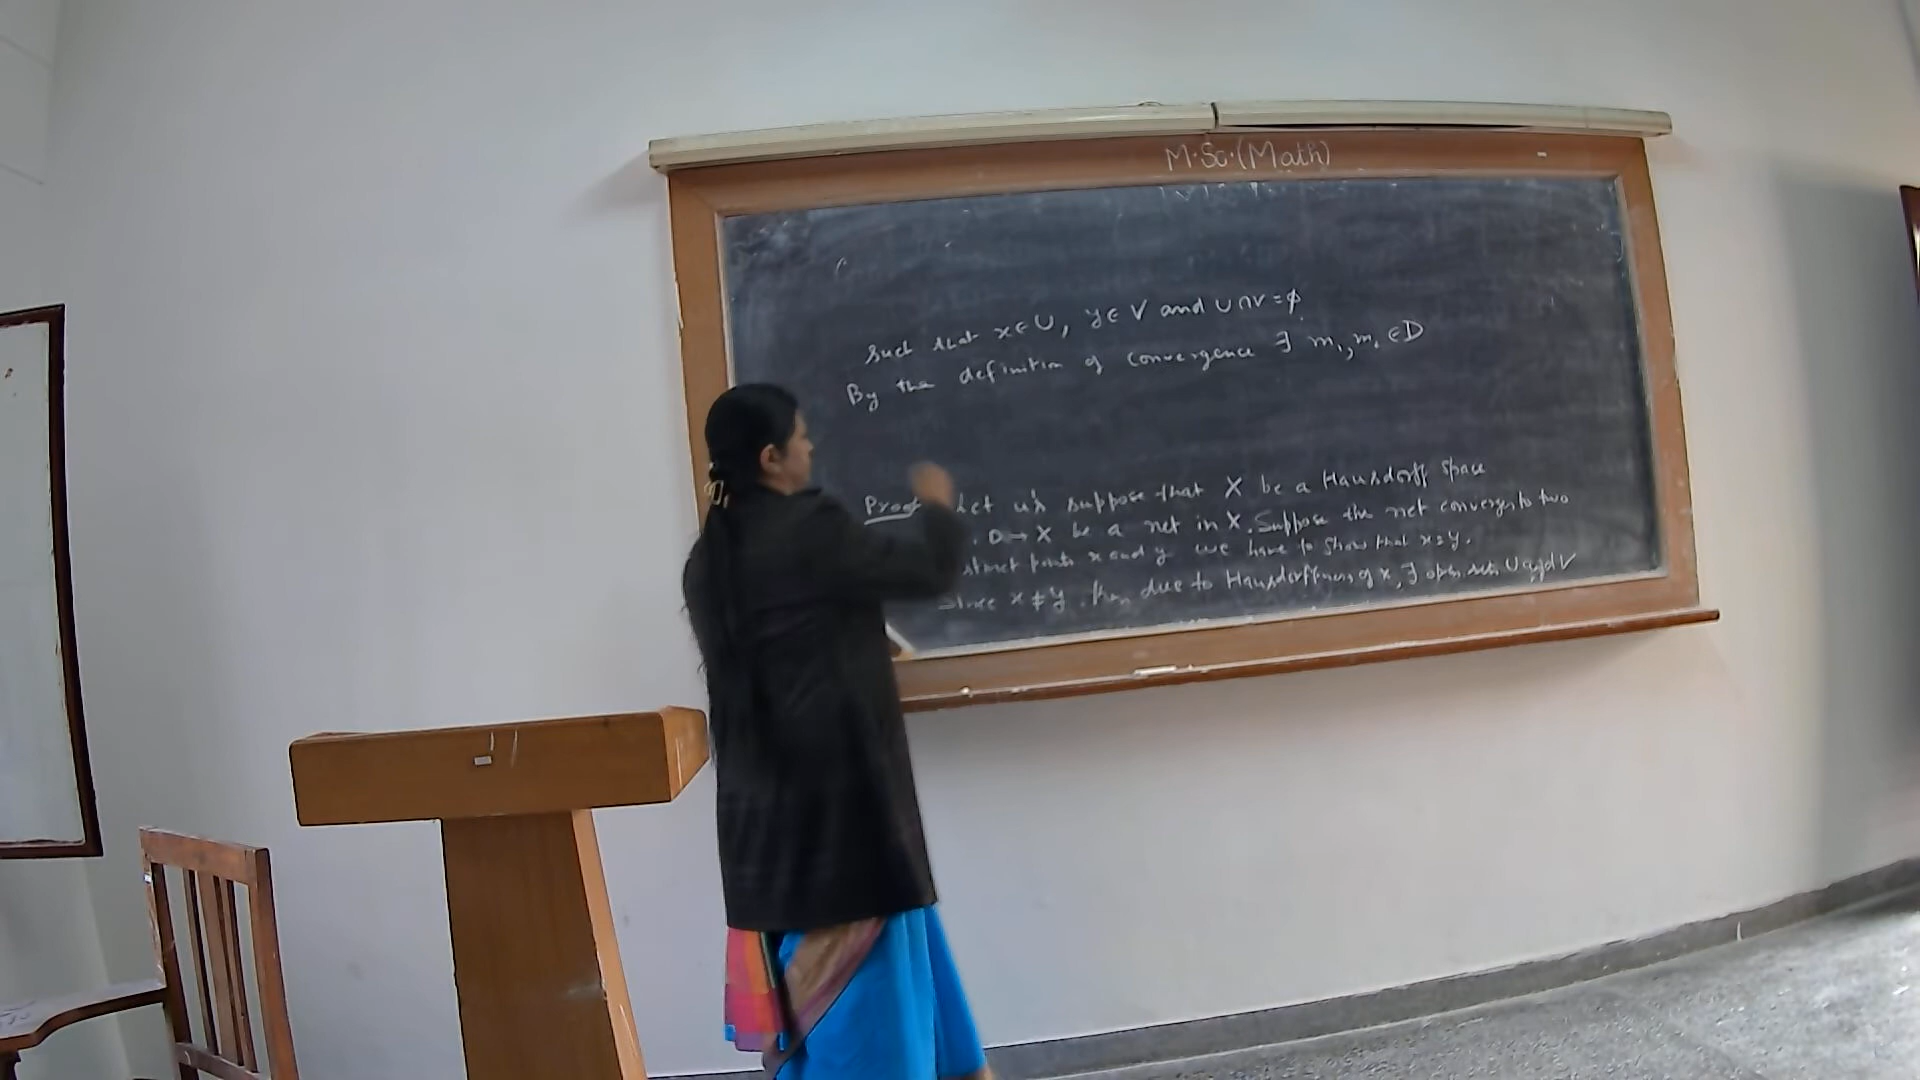 M.Sc.(Math)
such that x∈U, y∈V and U∩V=ϕ
By the definition of convergence ∃ m₁, m₂ ∈D
Proof Let us suppose that X be a Hausdorff space
D→X be a net in X. Suppose the net converges to two
points x and y we have to show that x=y.
Since x≠y. then due to Hausdorffness of X, ∃ open sets U and V